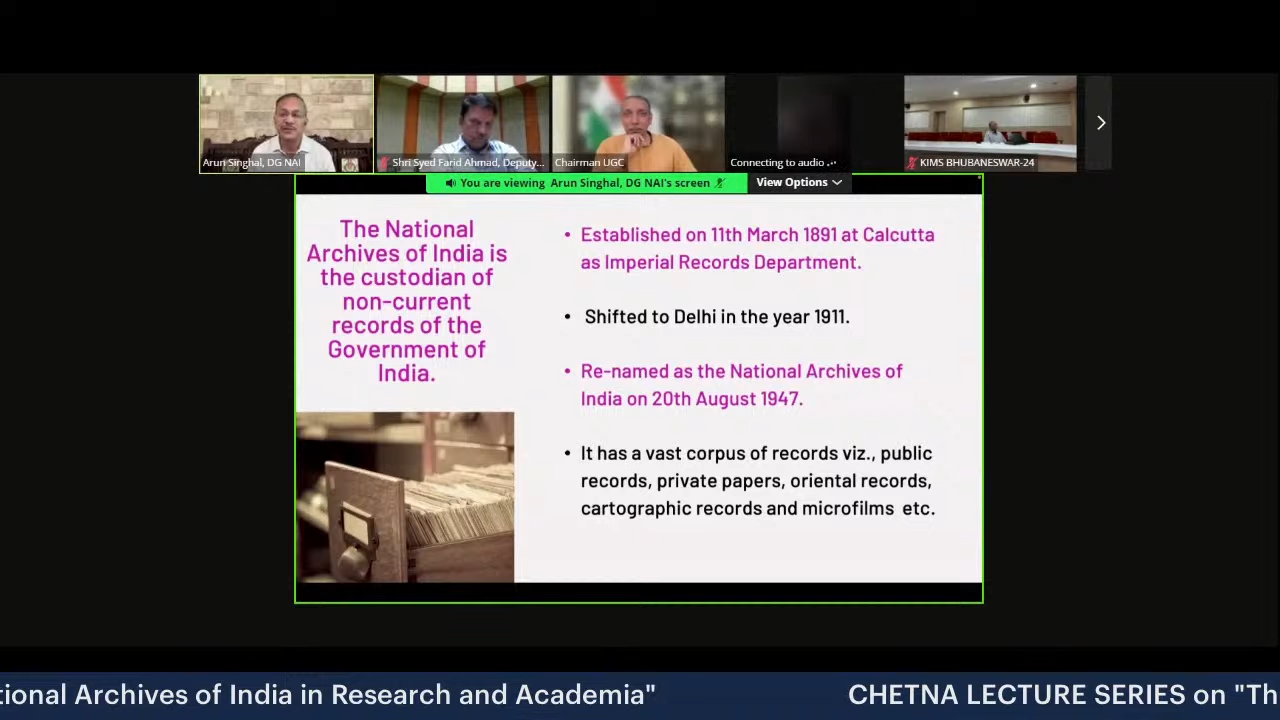 Arun Singhal, DG NAI
Shri Syed Farid Ahmad, Deputy...
Chairman UGC
Connecting to audio ...
KIMS BHUBANESWAR-24
You are viewing Arun Singhal, DG NAI's screen
View Options
The National
Archives of India is
the custodian of
non-current
records of the
Government of
India.
• Established on 11th March 1891 at Calcutta
as Imperial Records Department.
• Shifted to Delhi in the year 1911.
• Re-named as the National Archives of
India on 20th August 1947.
• It has a vast corpus of records viz., public
records, private papers, oriental records,
cartographic records and microfilms etc.
tional Archives of India in Research and Academia" CHETNA LECTURE SERIES on "Th